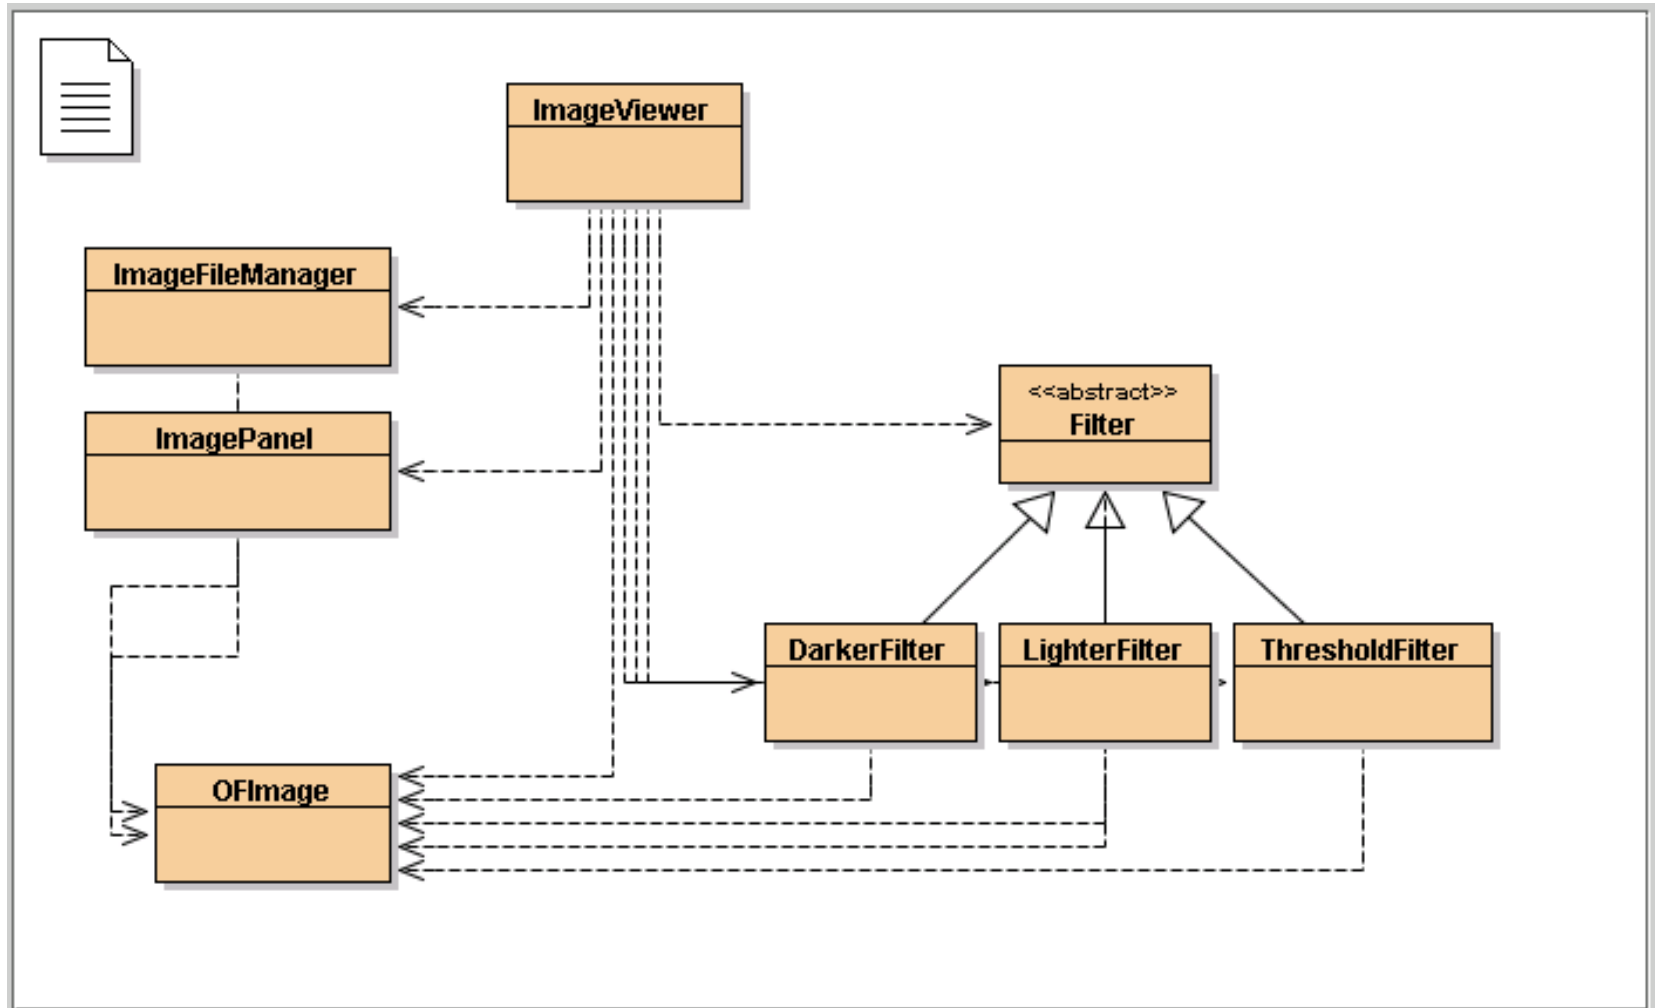 ImageViewer
ImageFileManager
<<abstract>>
Filter
ImagePanel
DarkerFilter
LighterFilter
ThresholdFilter
OFImage